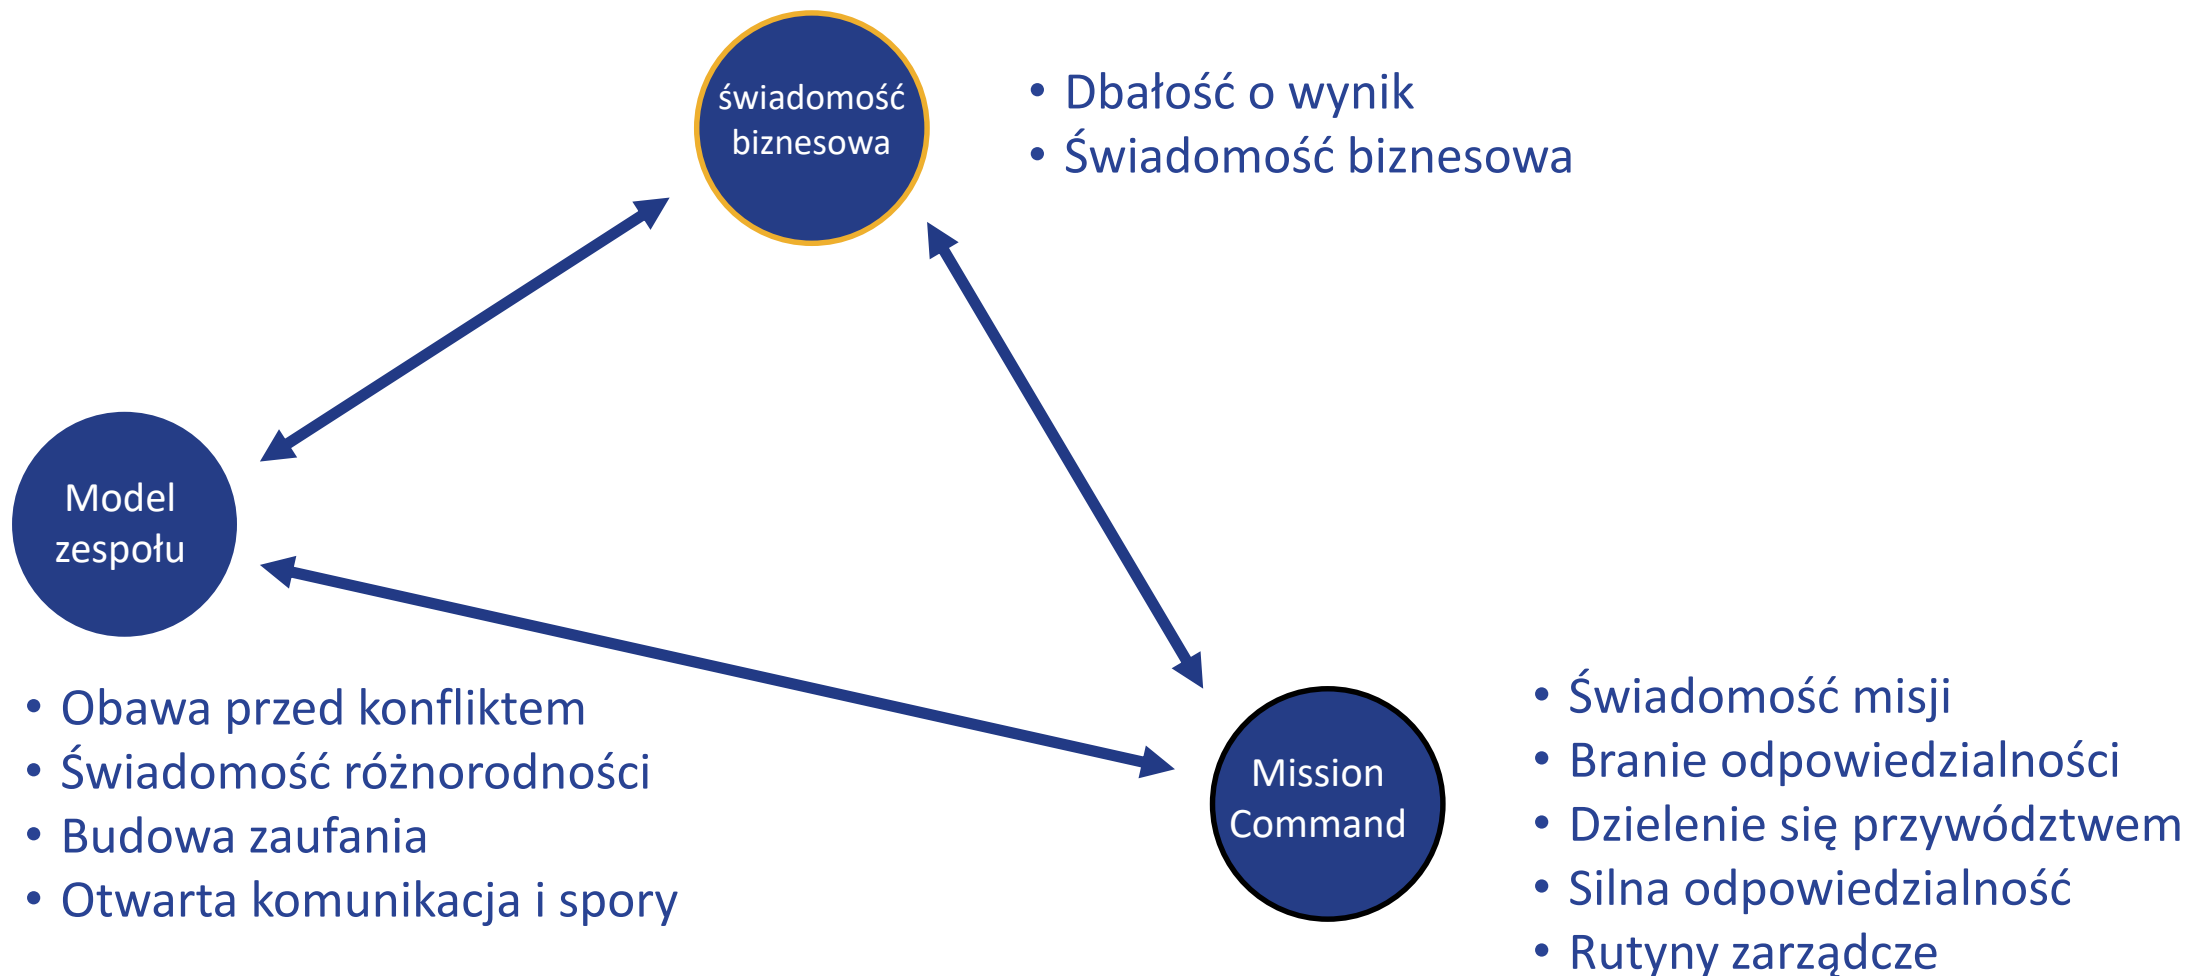 świadomość
biznesowa
• Dbałość o wynik
• Świadomość biznesowa
Model
zespołu
• Obawa przed konfliktem
• Świadomość różnorodności
• Budowa zaufania
• Otwarta komunikacja i spory
Mission
Command
• Świadomość misji
• Branie odpowiedzialności
• Dzielenie się przywództwem
• Silna odpowiedzialność
• Rutyny zarządcze